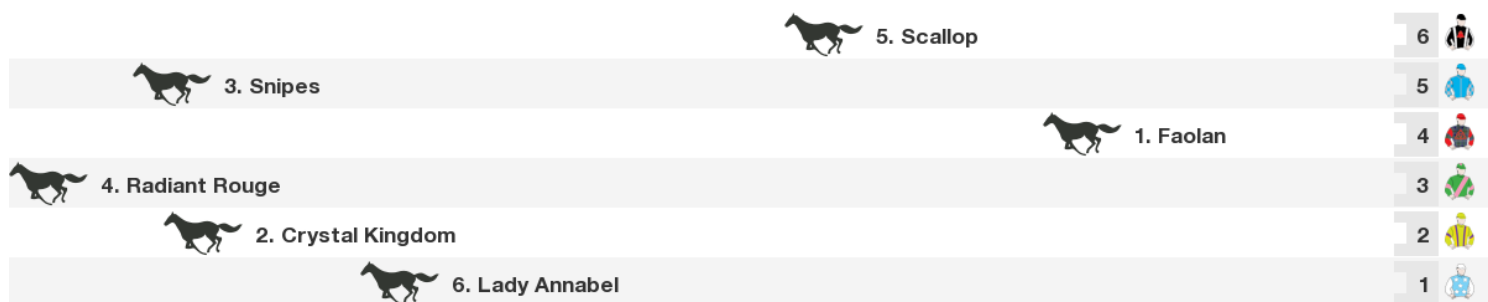 5. Scallop 6
3. Snipes 5
1. Faolan 4
4. Radiant Rouge 3
2. Crystal Kingdom 2
6. Lady Annabel 1